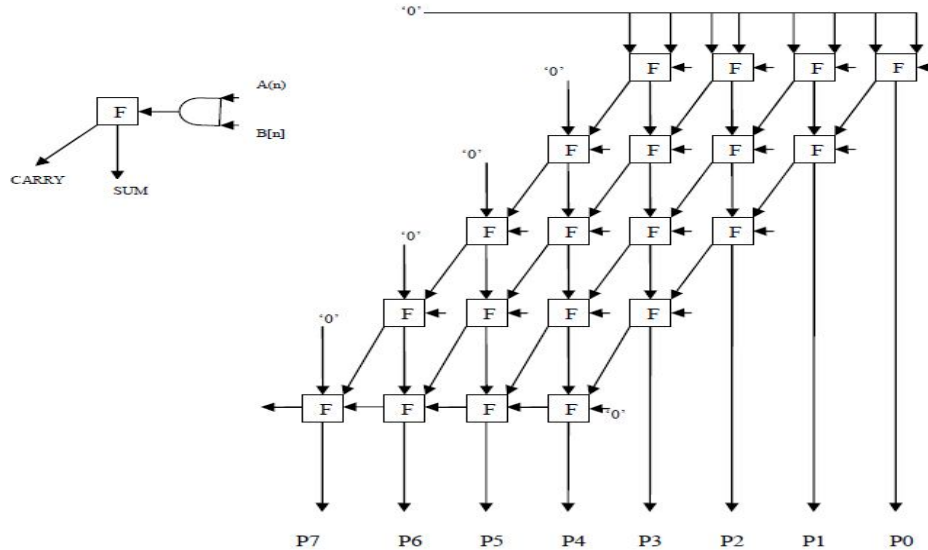 ‘0’
F F F F
‘0’
A(n)
F
B[n]
F F F F
‘0’
CARRY
SUM
F F F F
‘0’
F F F F
‘0’
F F F F
‘0’
P7 P6 P5 P4 P3 P2 P1 P0